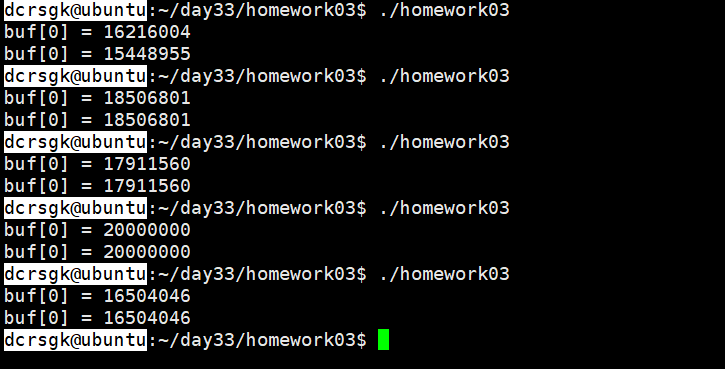 dcrsgk@ubuntu:~/day33/homework03$ ./homework03
buf[0] = 16216004
buf[0] = 15448955
dcrsgk@ubuntu:~/day33/homework03$ ./homework03
buf[0] = 18506801
buf[0] = 18506801
dcrsgk@ubuntu:~/day33/homework03$ ./homework03
buf[0] = 17911560
buf[0] = 17911560
dcrsgk@ubuntu:~/day33/homework03$ ./homework03
buf[0] = 20000000
buf[0] = 20000000
dcrsgk@ubuntu:~/day33/homework03$ ./homework03
buf[0] = 16504046
buf[0] = 16504046
dcrsgk@ubuntu:~/day33/homework03$